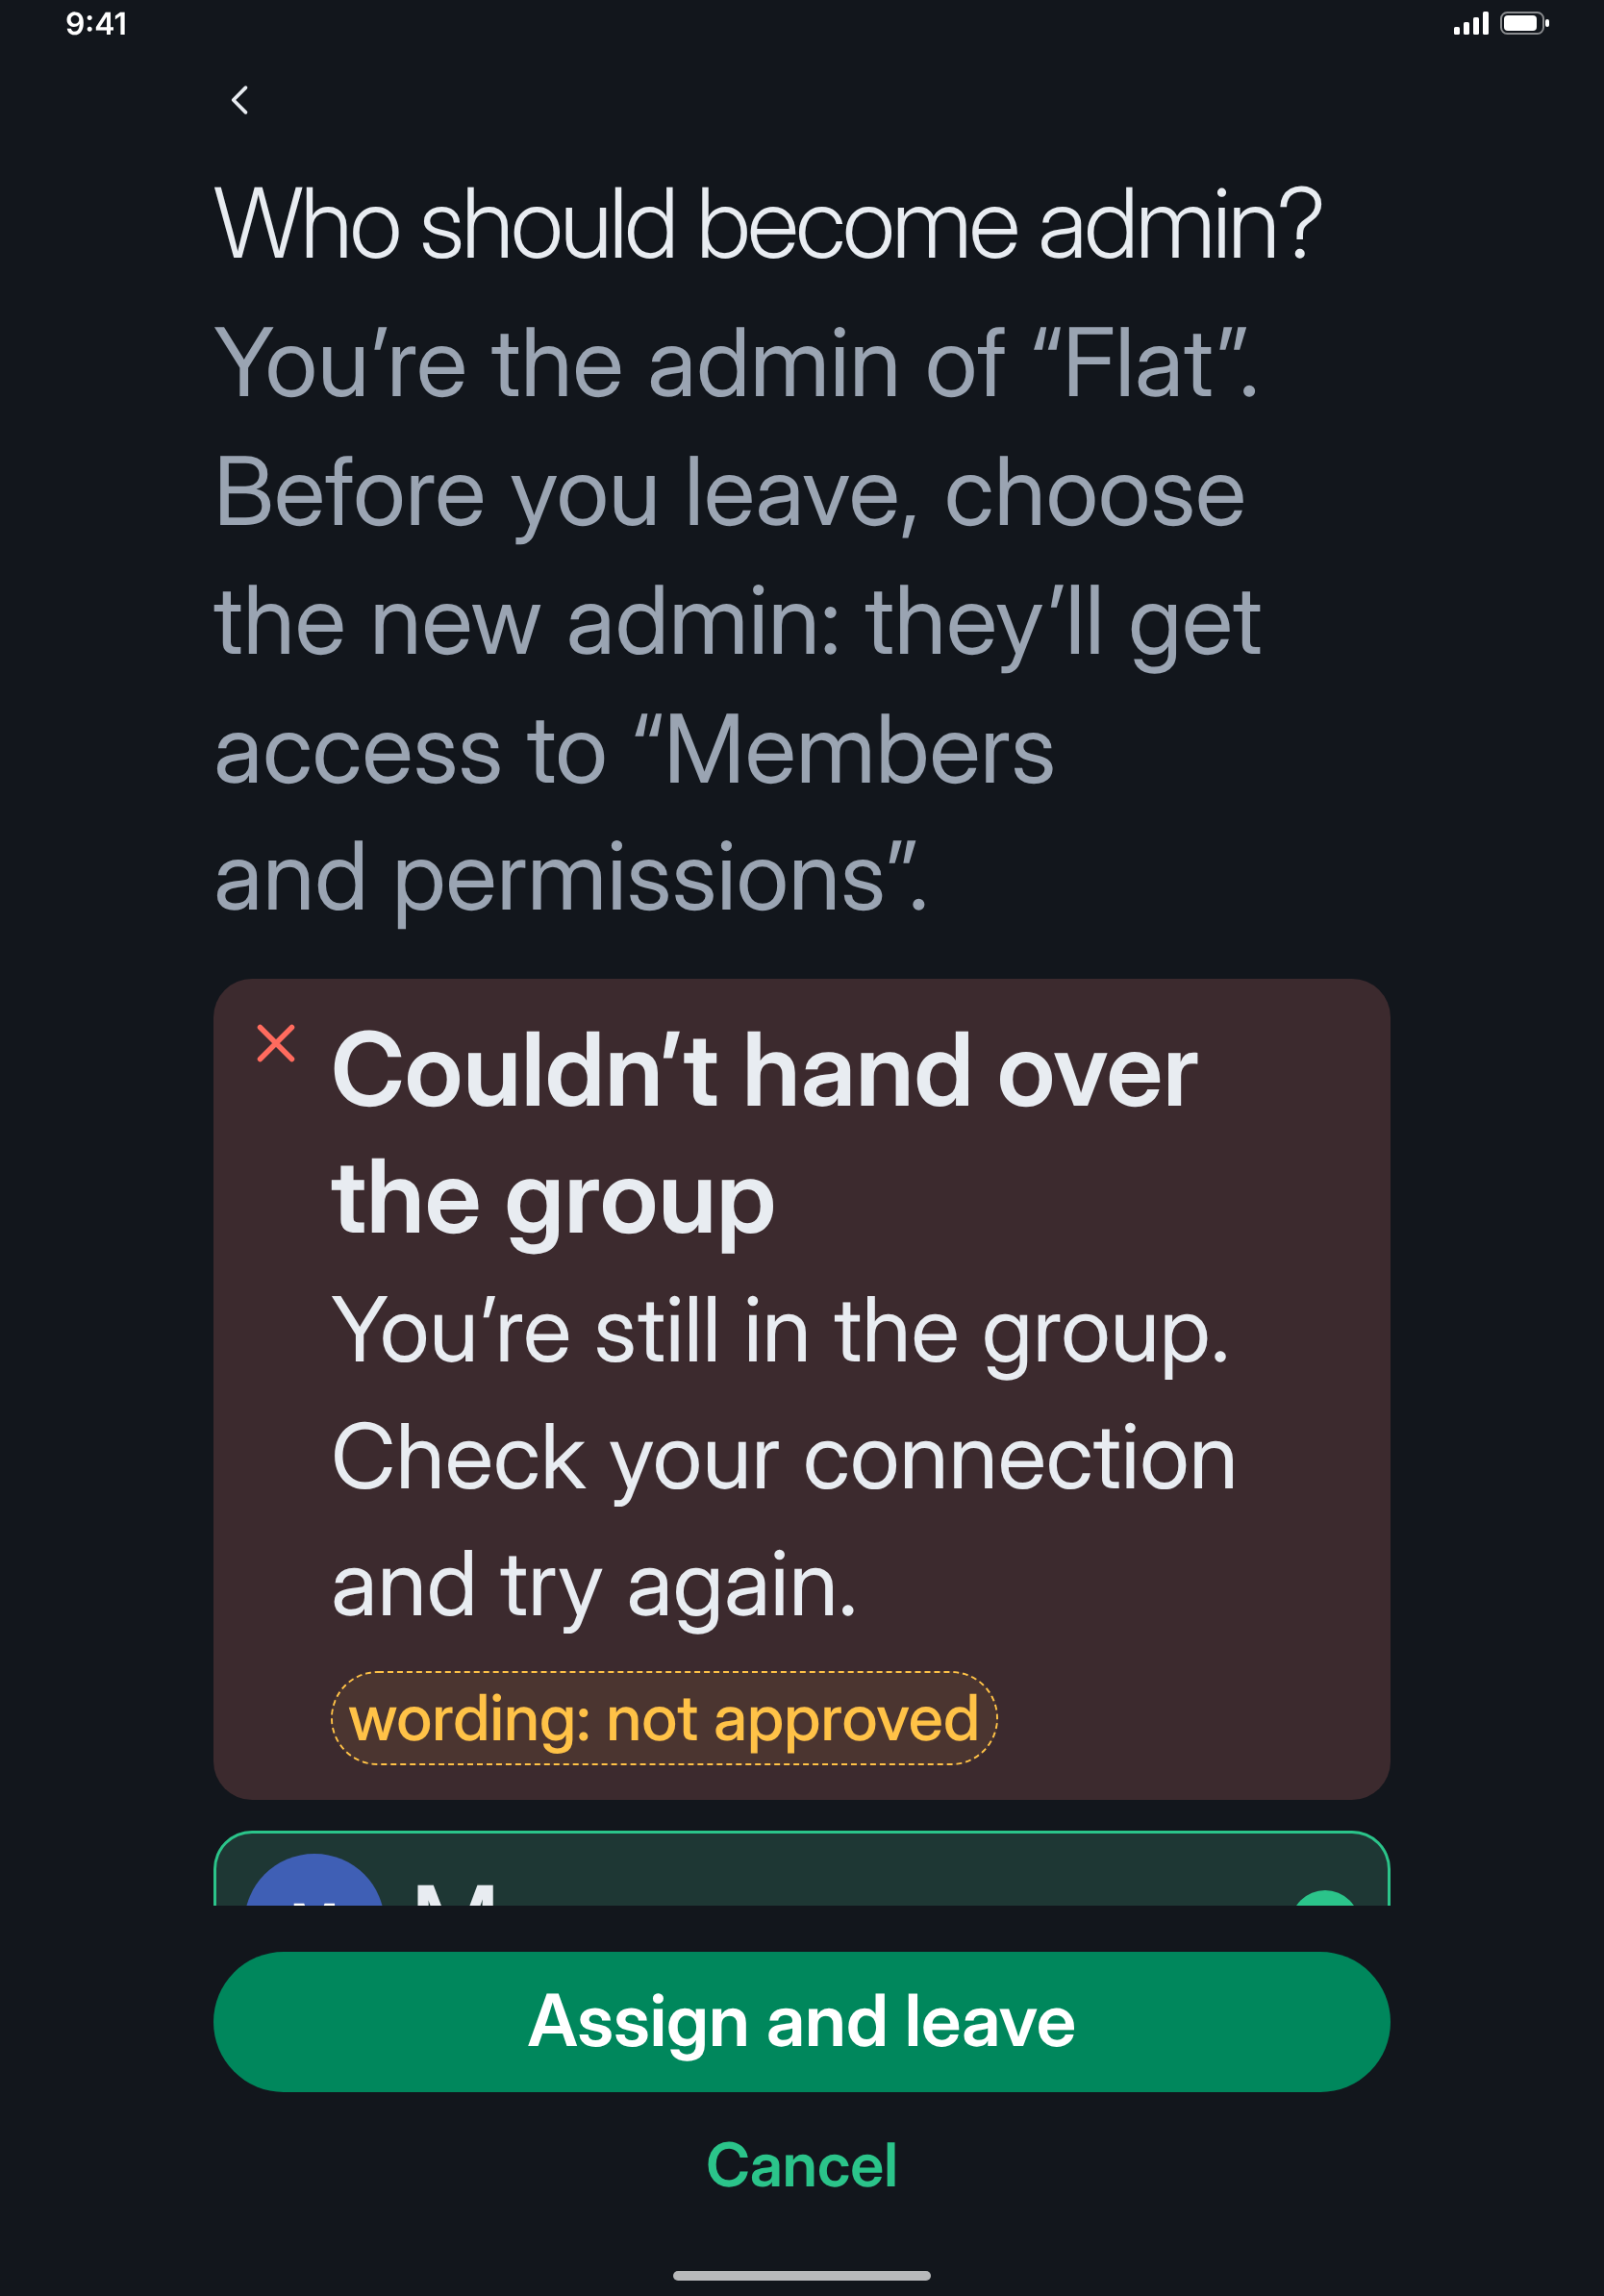 9:41
Who should become admin?
You’re the admin of “Flat”.
Before you leave, choose
the new admin: they’ll get
access to “Members
and permissions”.
Couldn’t hand over
the group
You’re still in the group.
Check your connection
and try again.
wording: not approved
Assign and leave
Cancel